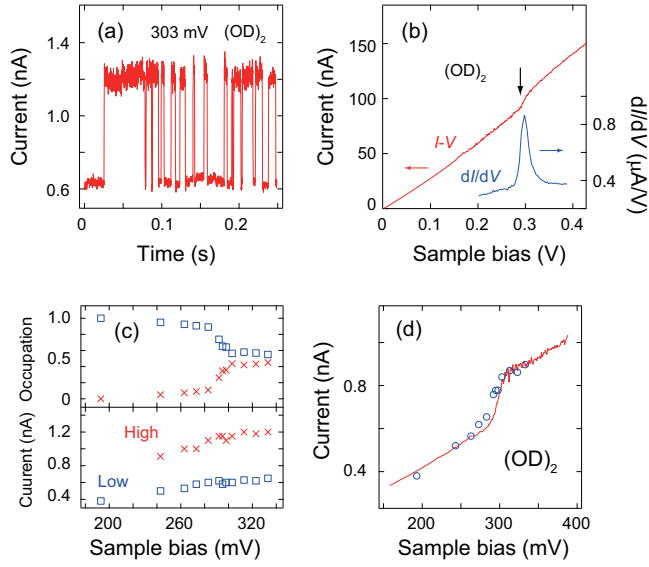 (a) 303 mV (OD)2
Current (nA)
1.4
1.0
0.6
0 0.1 0.2
Time (s)
(b)
(OD)2
I-V
dI/dV
Current (nA)
150
100
50
0
dI/dV (μA/V)
0.8
0.4
0 0.1 0.2 0.3 0.4
Sample bias (V)
(c)
Occupation
1.0
0.5
0
High
Low
Cuurent (nA)
1.2
0.8
0.4
200 260 320
Sample bias (mV)
(d)
(OD)2
Current (nA)
0.8
0.4
200 300 400
Sample bias (mV)